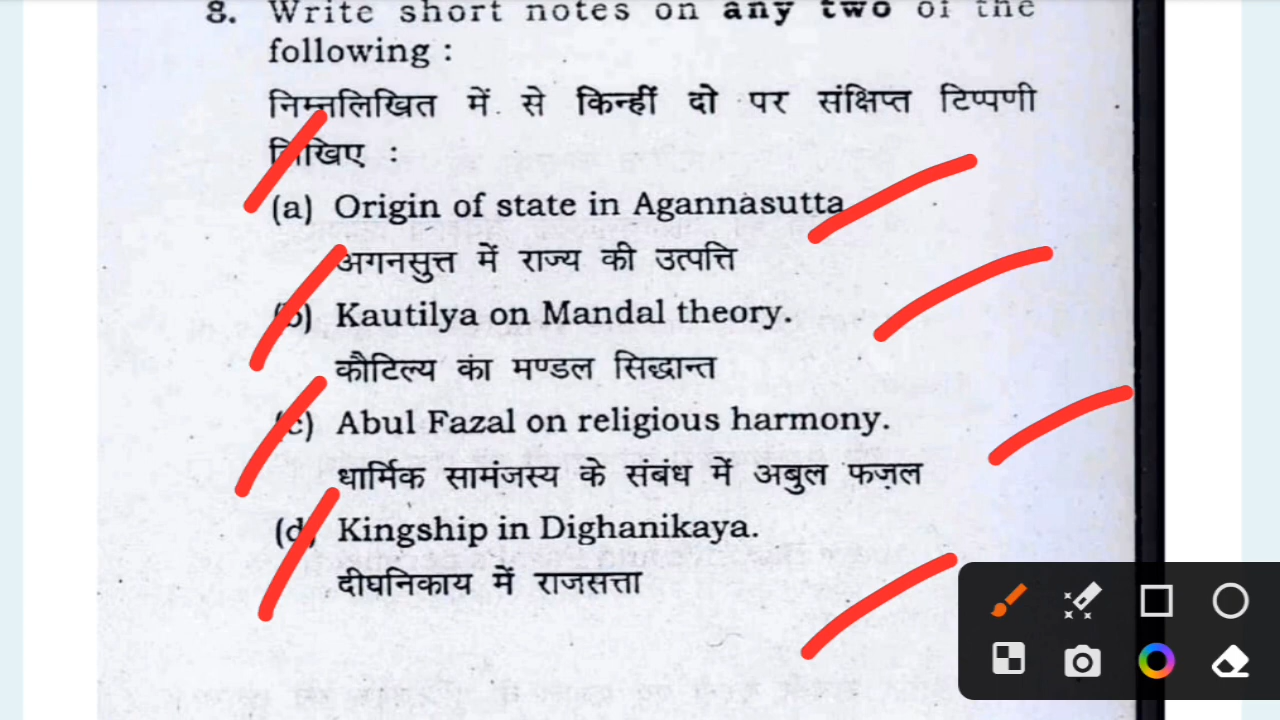 8. Write short notes on any two of the
following :
निम्नलिखित में से किन्हीं दो पर संक्षिप्त टिप्पणी
लिखिए :
(a) Origin of state in Agannasutta
अगनसुत्त में राज्य की उत्पत्ति
(b) Kautilya on Mandal theory.
कौटिल्य का मण्डल सिद्धान्त
(c) Abul Fazal on religious harmony.
धार्मिक सामंजस्य के संबंध में अबुल फज़ल
(d) Kingship in Dighanikaya.
दीघनिकाय में राजसत्ता